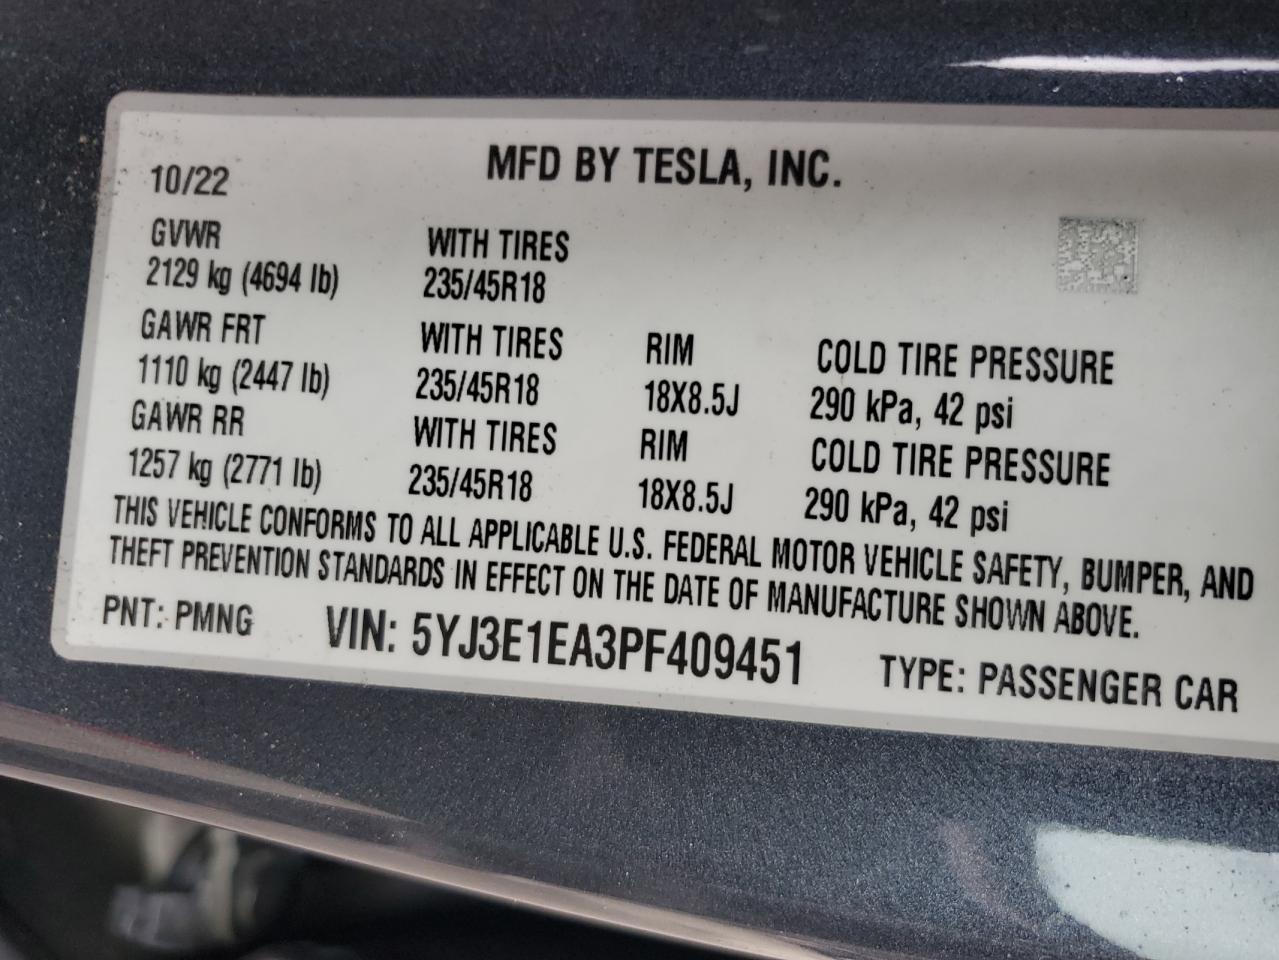 MFD BY TESLA, INC.
10/22
GVWR WITH TIRES
2129 kg (4694 lb) 235/45R18
GAWR FRT WITH TIRES RIM COLD TIRE PRESSURE
1110 kg (2447 lb) 235/45R18 18X8.5J 290 kPa, 42 psi
GAWR RR WITH TIRES RIM COLD TIRE PRESSURE
1257 kg (2771 lb) 235/45R18 18X8.5J 290 kPa, 42 psi
THIS VEHICLE CONFORMS TO ALL APPLICABLE U.S. FEDERAL MOTOR VEHICLE SAFETY, BUMPER, AND
THEFT PREVENTION STANDARDS IN EFFECT ON THE DATE OF MANUFACTURE SHOWN ABOVE.
PNT: PMNG VIN: 5YJ3E1EA3PF409451 TYPE: PASSENGER CAR